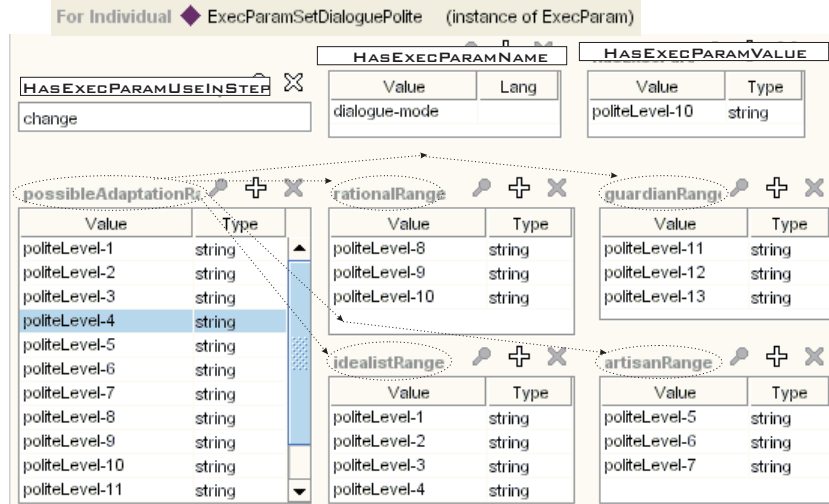 For Individual ExecParamSetDialoguePolite (instance of ExecParam)
HasExecParamUseInStep
change
HasExecParamName
Value Lang
dialogue-mode
HasExecParamValue
Value Type
politeLevel-10 string
possibleAdaptationRa
Value Type
politeLevel-1 string
politeLevel-2 string
politeLevel-3 string
politeLevel-4 string
politeLevel-5 string
politeLevel-6 string
politeLevel-7 string
politeLevel-8 string
politeLevel-9 string
politeLevel-10 string
politeLevel-11 string
rationalRange
Value Type
politeLevel-8 string
politeLevel-9 string
politeLevel-10 string
guardianRange
Value Type
politeLevel-11 string
politeLevel-12 string
politeLevel-13 string
idealistRange
Value Type
politeLevel-1 string
politeLevel-2 string
politeLevel-3 string
politeLevel-4 string
artisanRange
Value Type
politeLevel-5 string
politeLevel-6 string
politeLevel-7 string